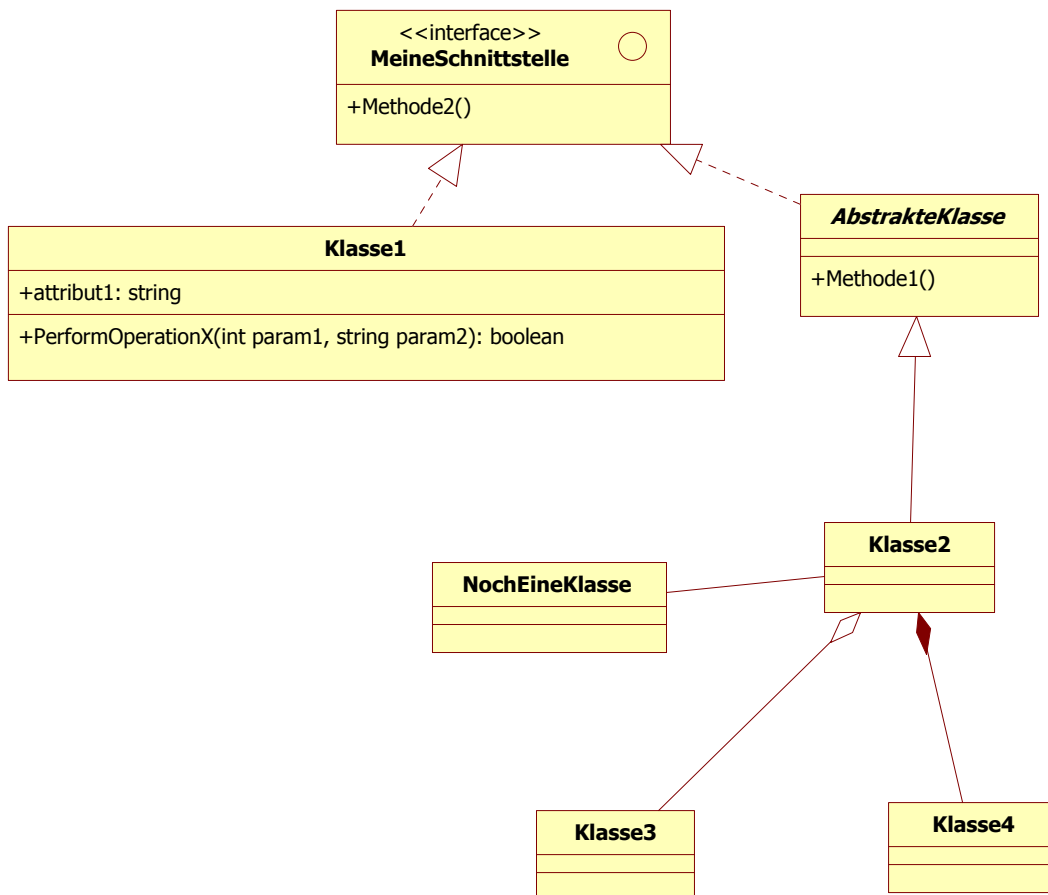 <<interface>>
MeineSchnittstelle
+Methode2()
AbstrakteKlasse
+Methode1()
Klasse1
+attribut1: string
+PerformOperationX(int param1, string param2): boolean
Klasse2
NochEineKlasse
Klasse3
Klasse4